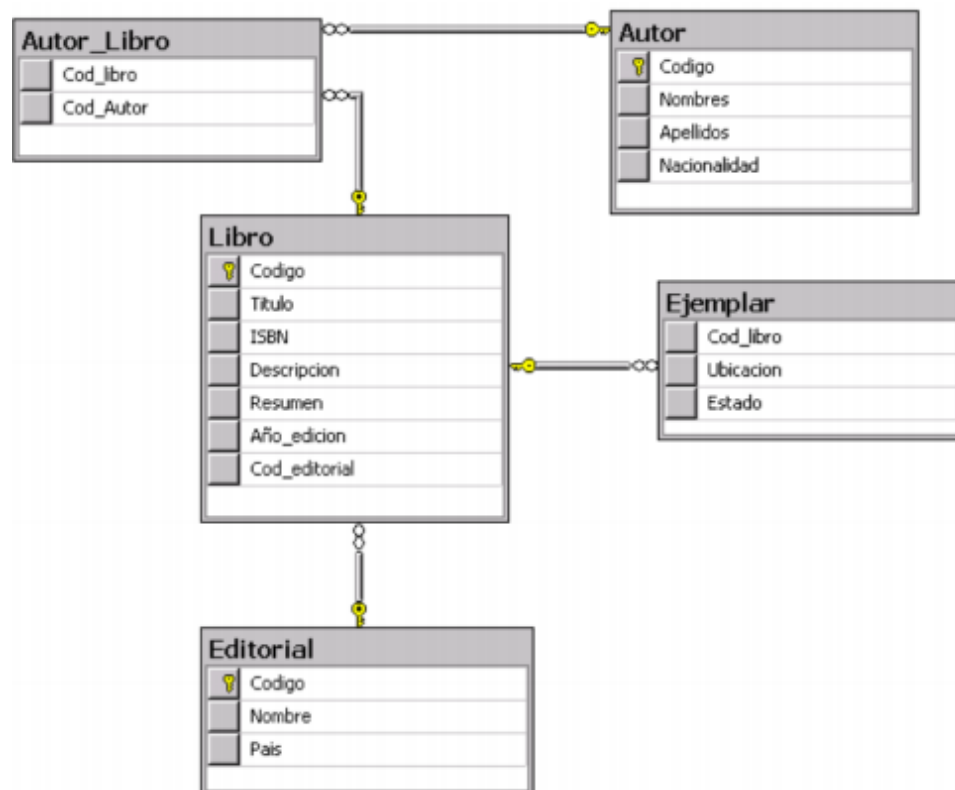 Autor_Libro
Cod_libro
Cod_Autor
Autor
Codigo
Nombres
Apellidos
Nacionalidad
Libro
Codigo
Titulo
ISBN
Descripcion
Resumen
Año_edicion
Cod_editorial
Ejemplar
Cod_libro
Ubicacion
Estado
Editorial
Codigo
Nombre
Pais